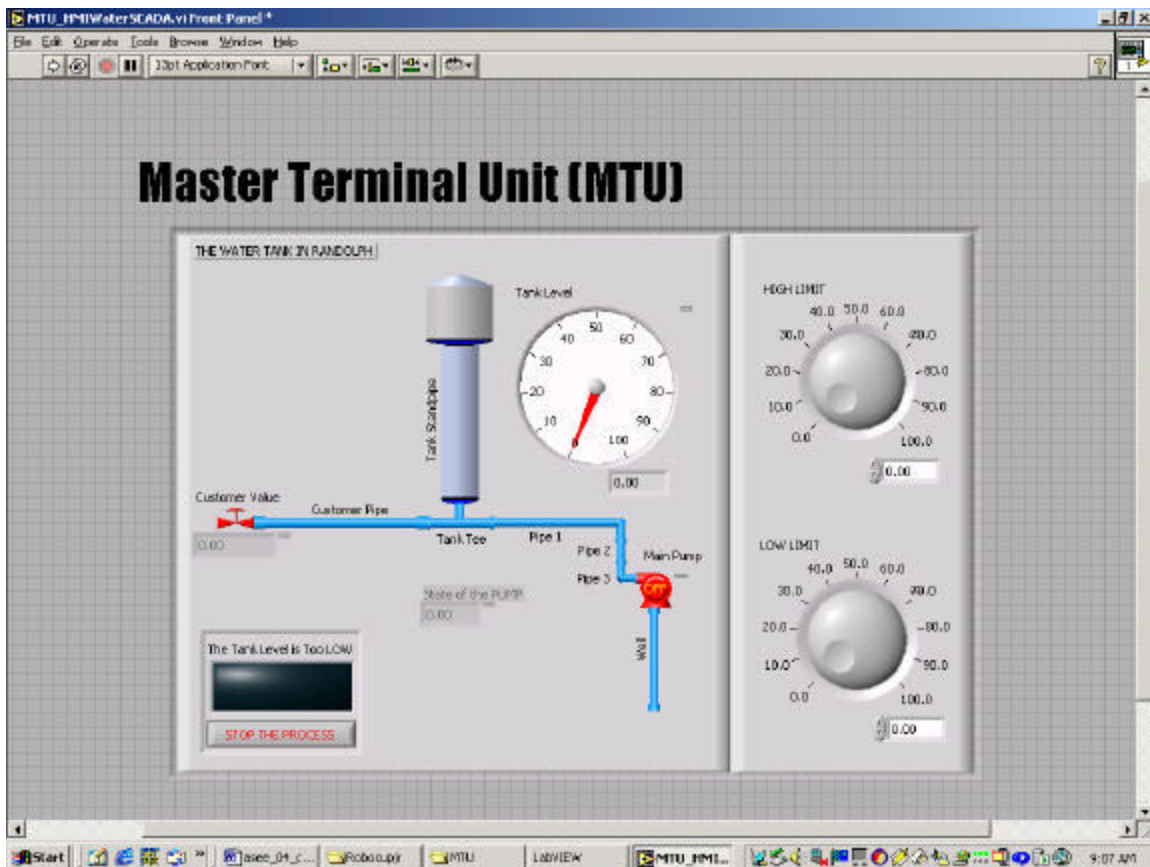 MTU_HMIWaterSCADA.vi Front Panel *
File Edit Operate Tools Browse Window Help
13pt Application Font
1
Master Terminal Unit (MTU)
THE WATER TANK IN RANDOLPH
Tank Level
0 10 20 30 40 50 60 70 80 90 100
0.00
Tank Standpipe
Customer Value
0.00
Customer Pipe
Tank Tee
Pipe 1
Pipe 2
Pipe 3
Main Pump
OFF
Well
State of the PUMP
0.00
The Tank Level is Too LOW
STOP THE PROCESS
HIGH LIMIT
0.0 10.0 20.0 30.0 40.0 50.0 60.0 70.0 80.0 90.0 100.0
0.00
LOW LIMIT
0.0 10.0 20.0 30.0 40.0 50.0 60.0 70.0 80.0 90.0 100.0
0.00
Start
asee_04_c...
Roboo.pjr
MTU
LabVIEW
MTU_HMI...
9:07 AM